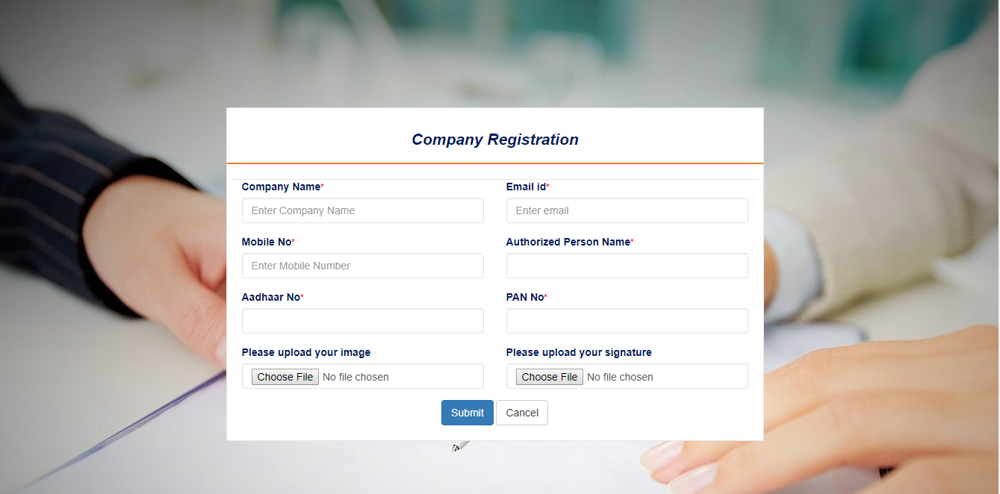 Company Registration
Company Name* Email id*
Enter Company Name Enter email
Mobile No* Authorized Person Name*
Enter Mobile Number
Aadhaar No* PAN No*
Please upload your image Please upload your signature
Choose File No file chosen Choose File No file chosen
Submit Cancel